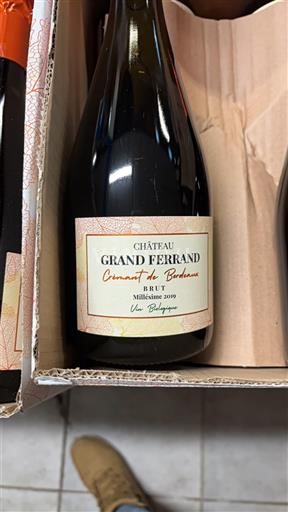 CHÂTEAU
GRAND FERRAND
Crémant de Bordeaux
BRUT
Millésime 2019
Vin Biologique